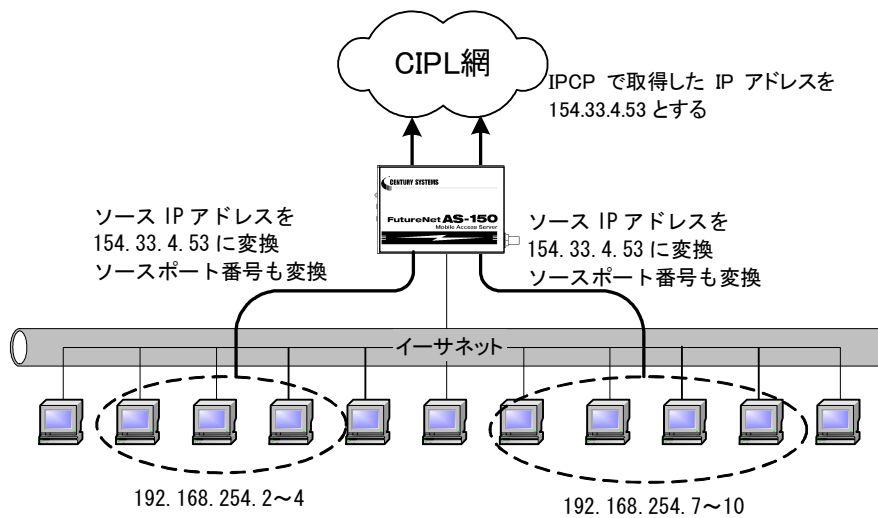 CIPL網
IPCP で取得した IP アドレスを
154.33.4.53 とする
CENTURY SYSTEMS
FutureNet AS-150
Mobile Access Server
ソース IP アドレスを
154.33.4.53 に変換
ソースポート番号も変換
ソース IP アドレスを
154.33.4.53 に変換
ソースポート番号も変換
イーサネット
192.168.254.2～4
192.168.254.7～10